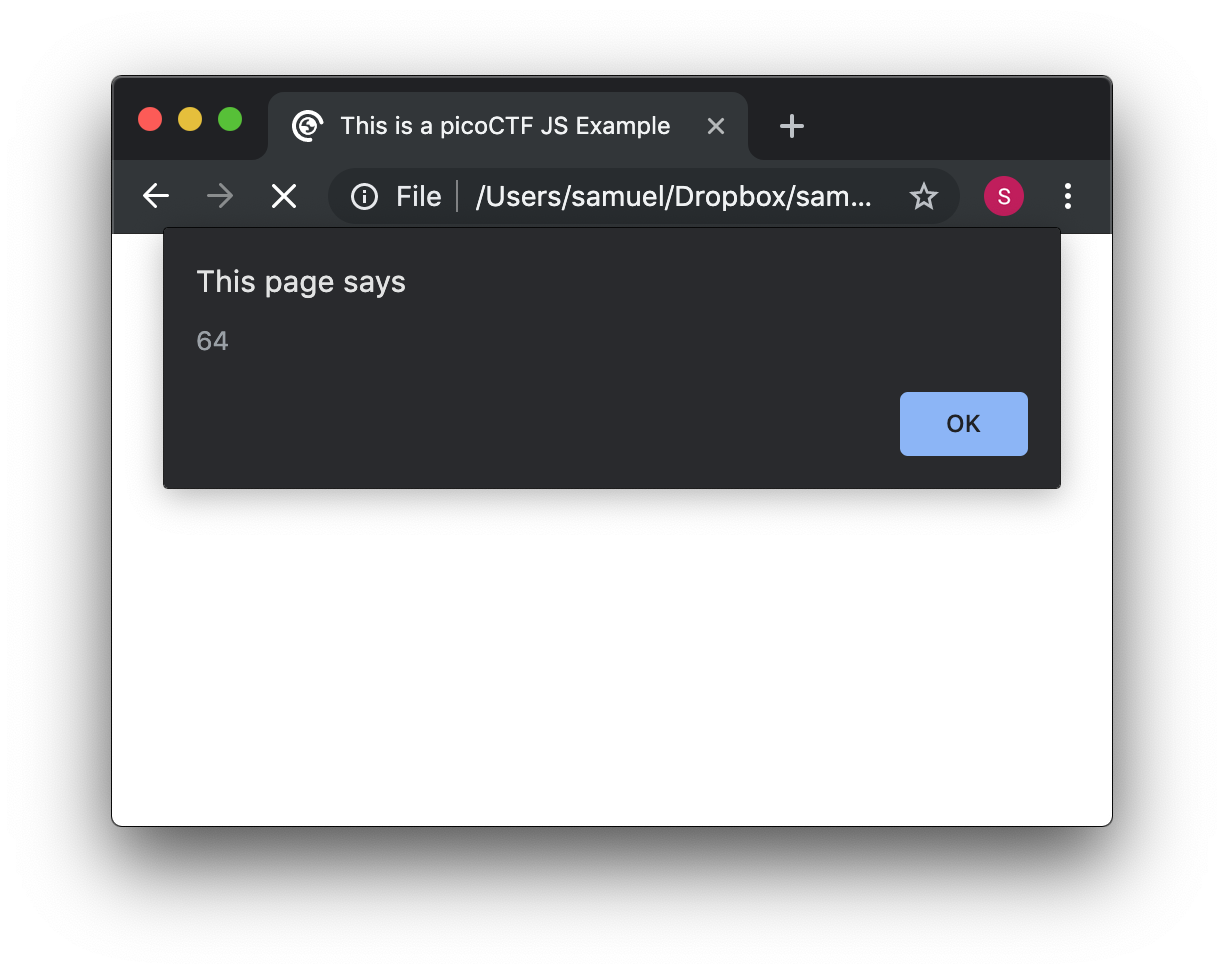 This is a picoCTF JS Example
File /Users/samuel/Dropbox/sam...
S
This page says
64
OK